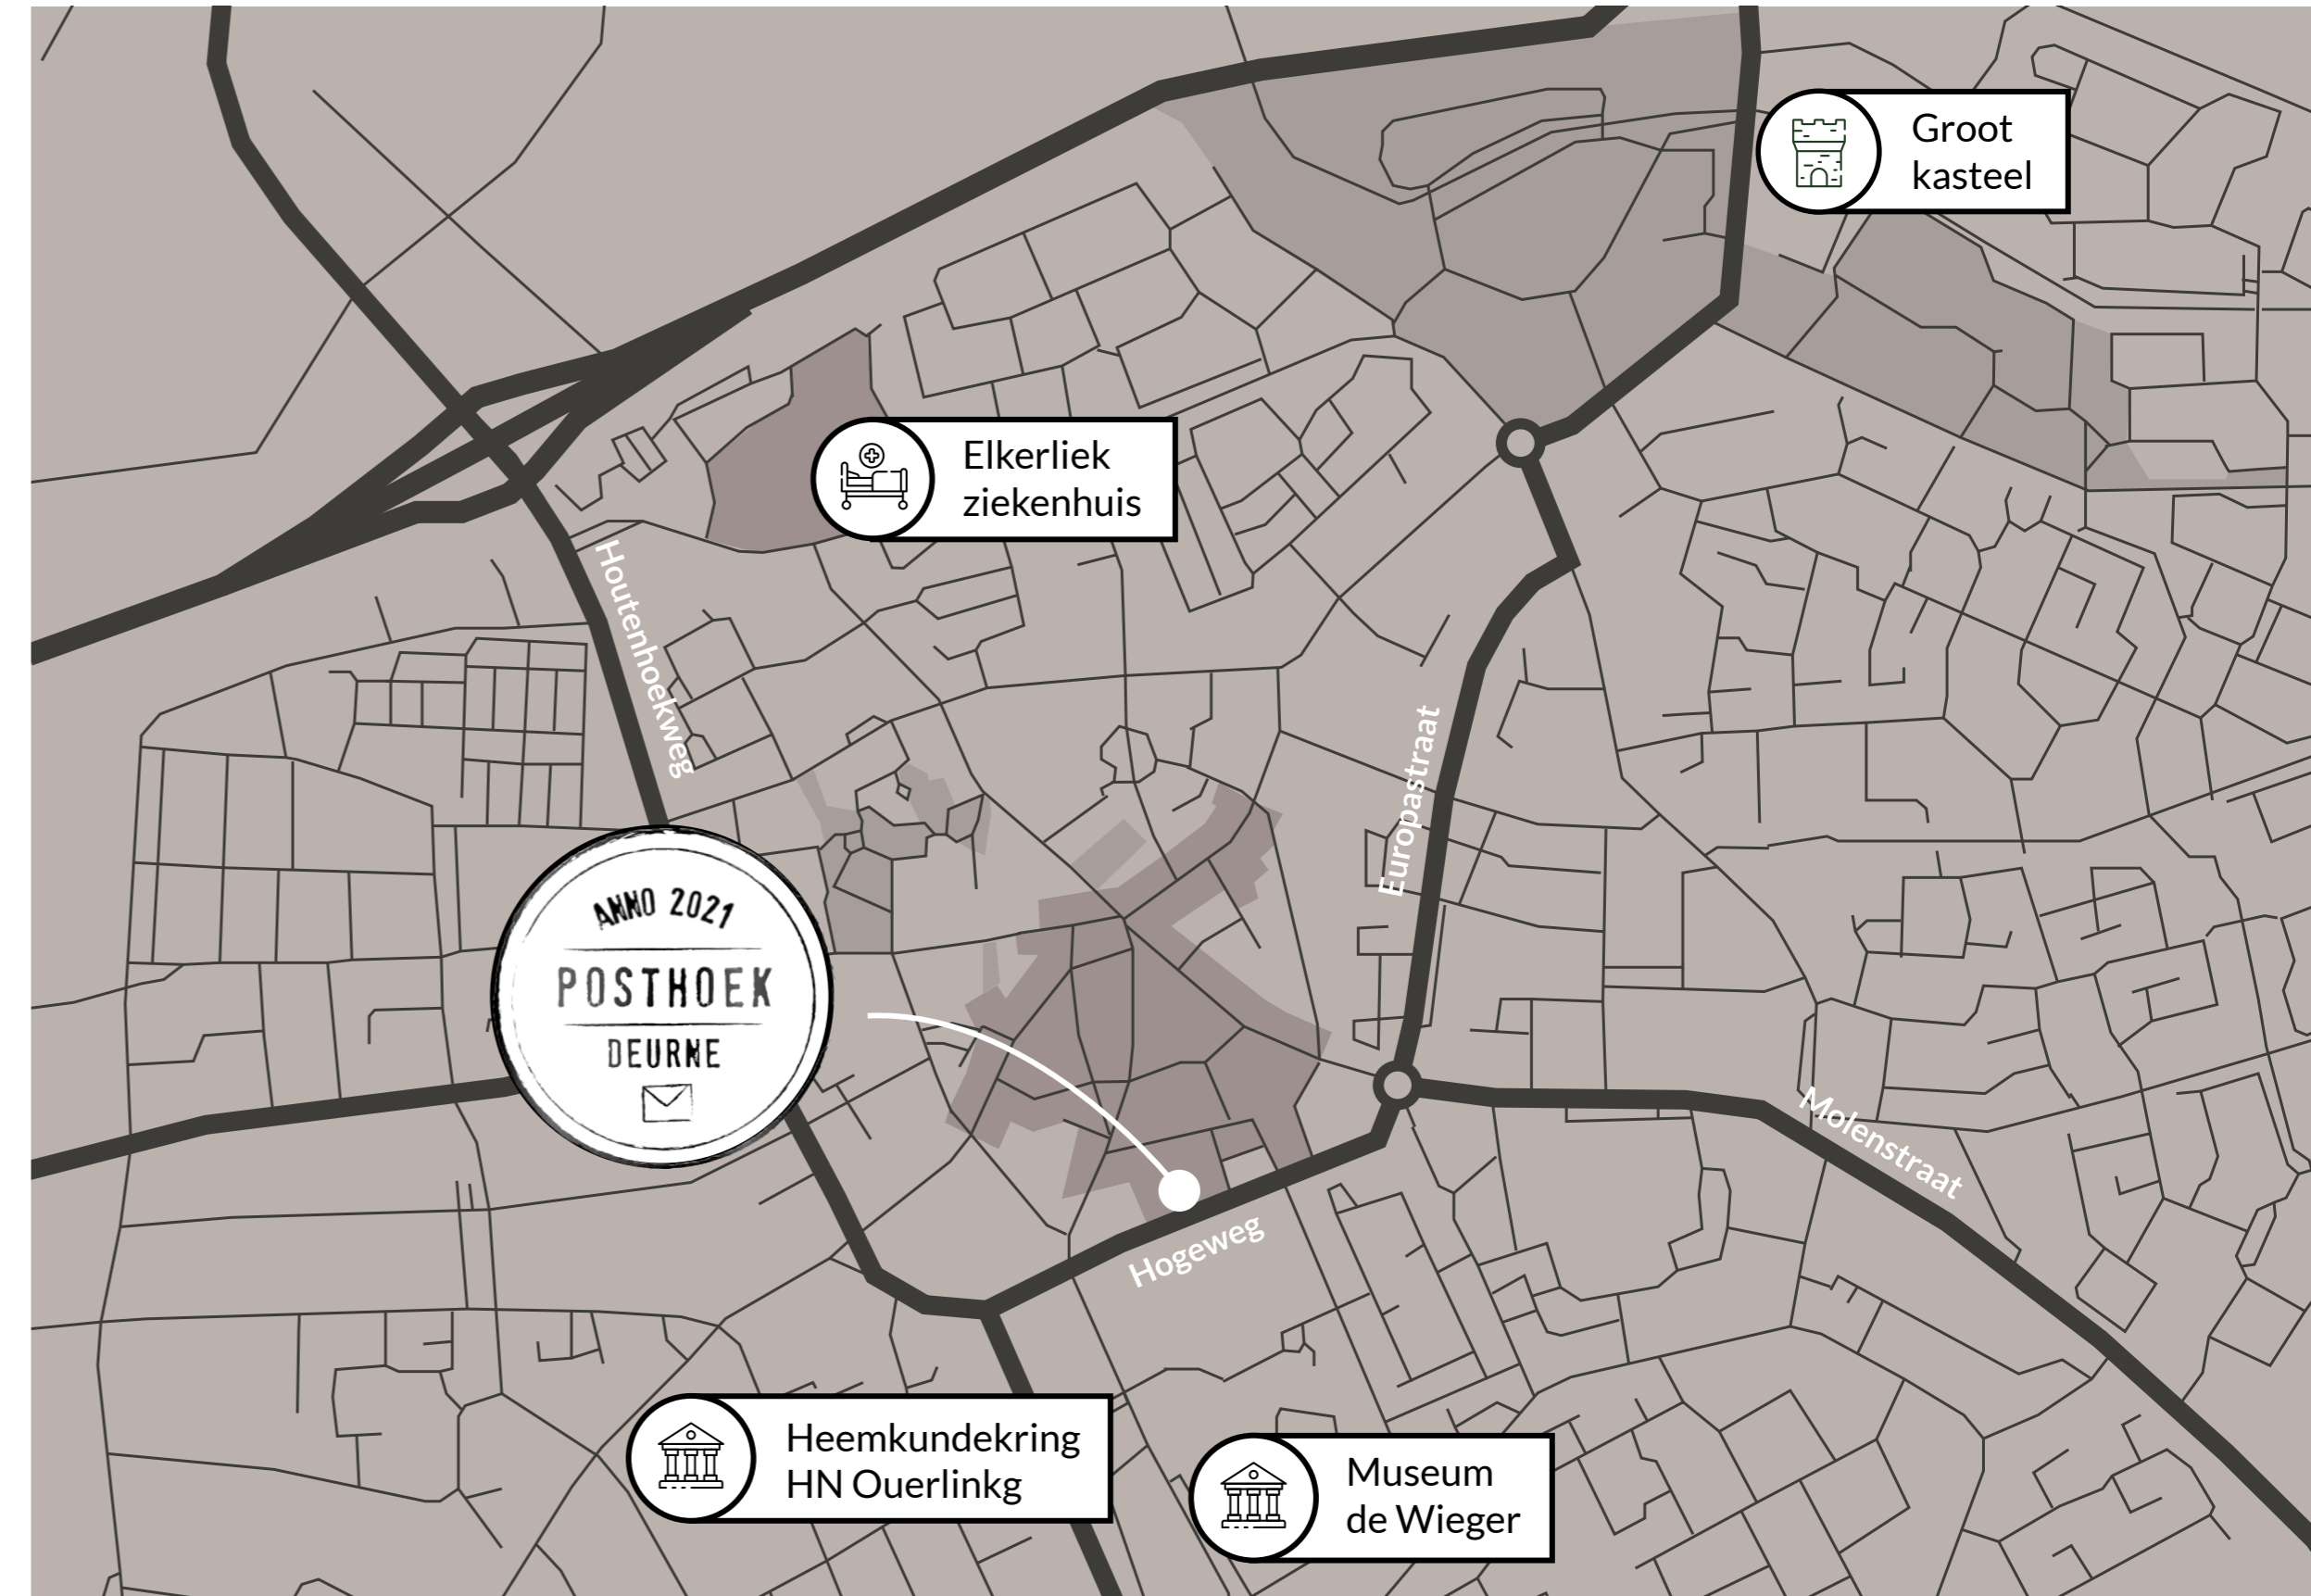 Groot
kasteel
Elkerliek
ziekenhuis
Houtenhoekweg
Europastraat
ANNO 2021
POSTHOEK
DEURNE
Molenstraat
Hogeweg
Heemkundekring
HN Ouerlinkg
Museum
de Wieger